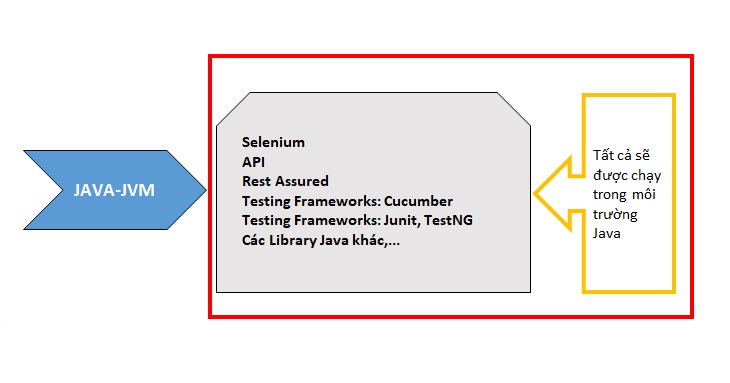 JAVA-JVM
Selenium
API
Rest Assured
Testing Frameworks: Cucumber
Testing Frameworks: Junit, TestNG
Các Library Java khác,...
Tất cả sẽ
được chạy
trong môi
trường
Java